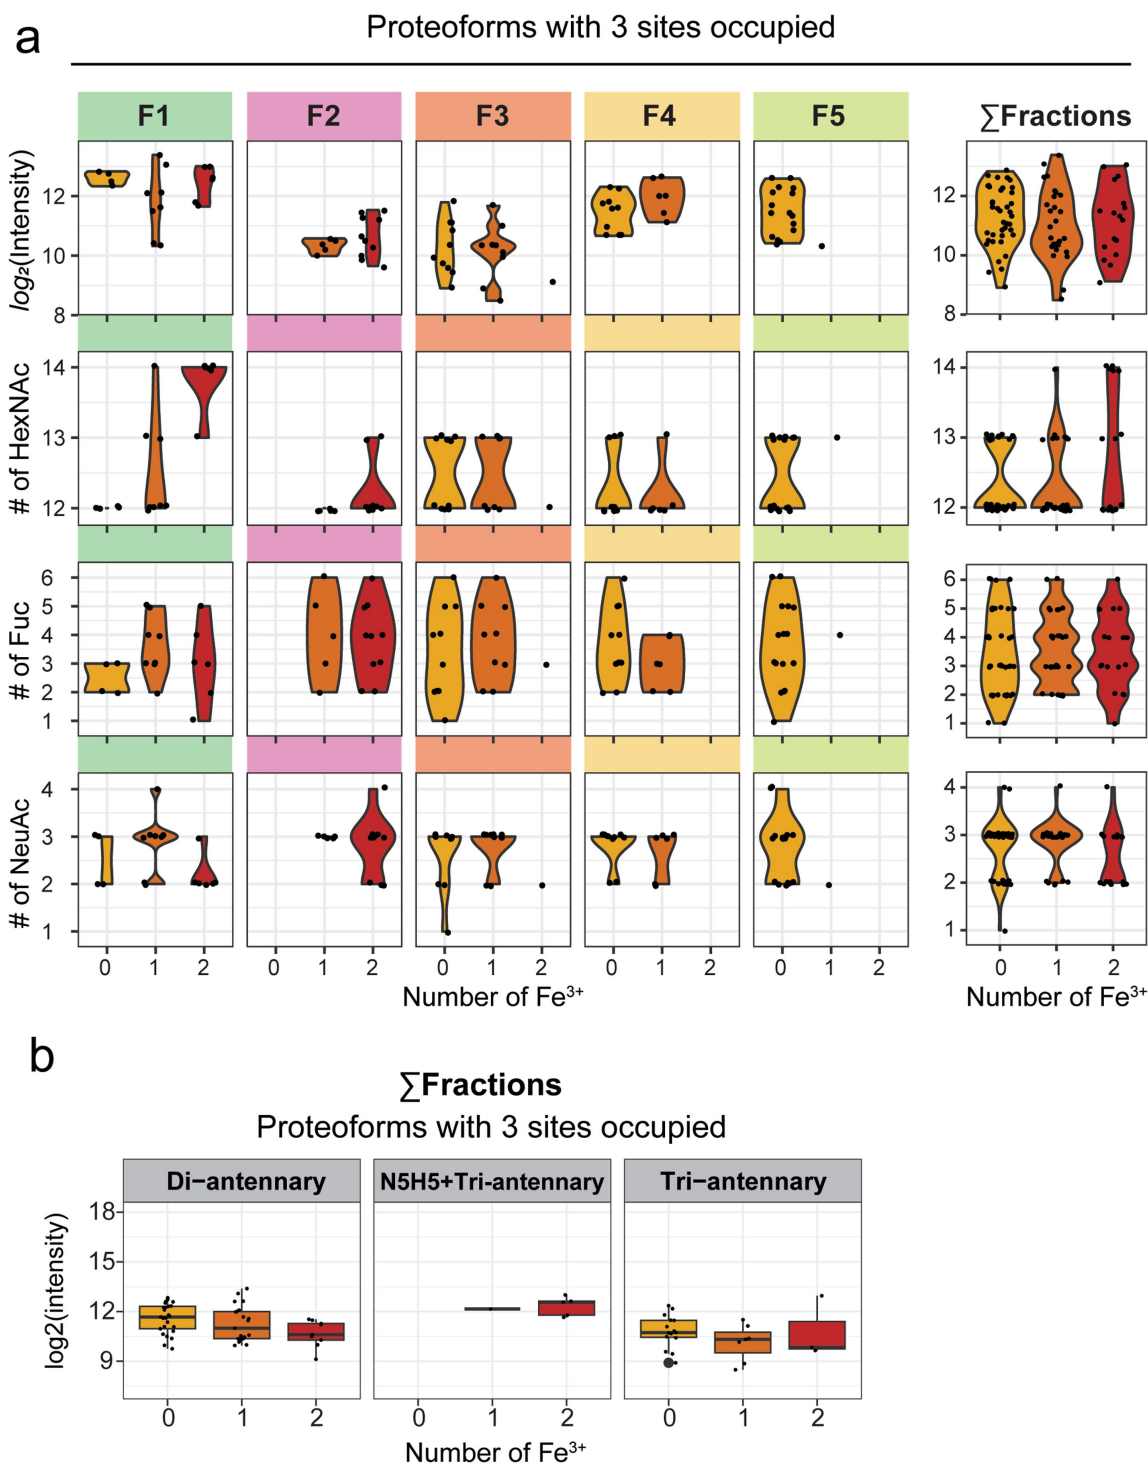 a
Proteoforms with 3 sites occupied
F1 F2 F3 F4 F5 ∑Fractions
log₂(Intensity)
12
10
8
12
10
8
# of HexNAc
14
13
12
14
13
12
# of Fuc
6
5
4
3
2
1
6
5
4
3
2
1
# of NeuAc
4
3
2
1
4
3
2
1
0 1 2 0 1 2 0 1 2 0 1 2 0 1 2 0 1 2
Number of Fe³⁺ Number of Fe³⁺
b
∑Fractions
Proteoforms with 3 sites occupied
Di−antennary N5H5+Tri-antennary Tri−antennary
log2(intensity)
18
15
12
9
0 1 2 0 1 2 0 1 2
Number of Fe³⁺